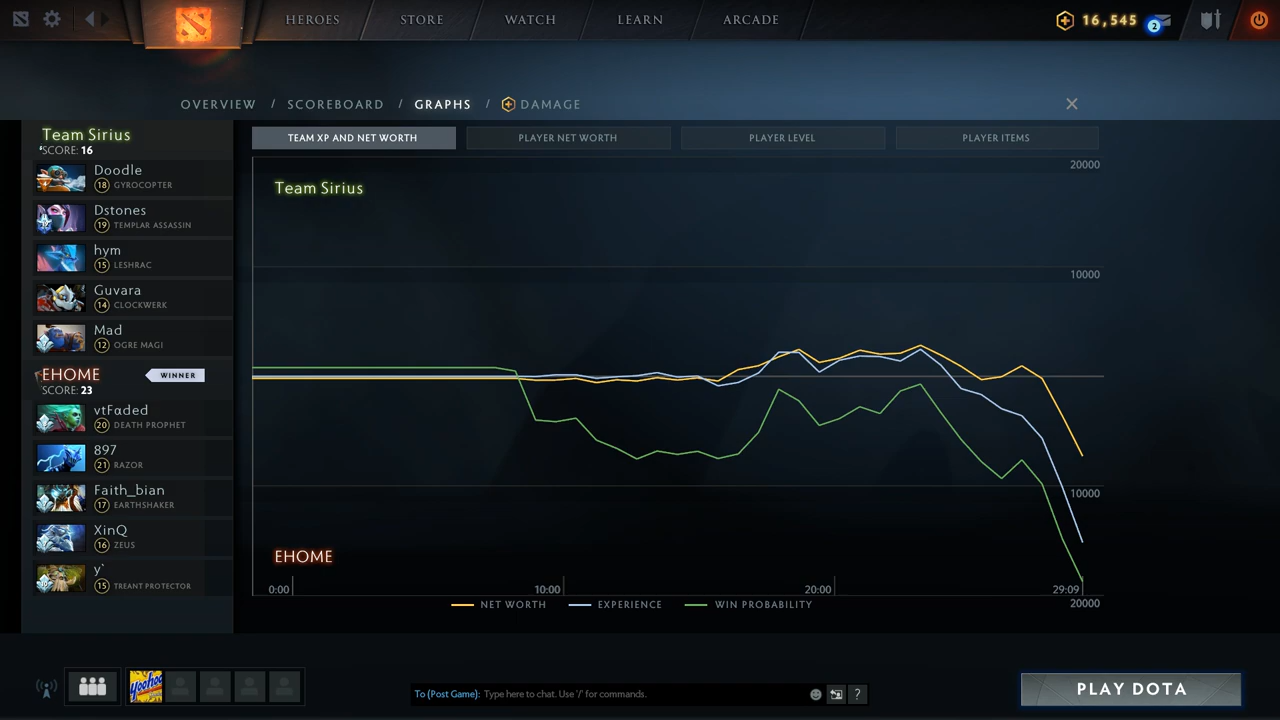 HEROES
STORE
WATCH
LEARN
ARCADE
16,545
2
OVERVIEW / SCOREBOARD / GRAPHS / DAMAGE
Team Sirius
SCORE: 16
Doodle
18 GYROCOPTER
Dstones
19 TEMPLAR ASSASSIN
hym
15 LESHRAC
Guvara
14 CLOCKWERK
Mad
12 OGRE MAGI
EHOME
WINNER
SCORE: 23
vtFαded
20 DEATH PROPHET
897
21 RAZOR
Faith_bian
17 EARTHSHAKER
XinQ
16 ZEUS
y`
15 TREANT PROTECTOR
TEAM XP AND NET WORTH
PLAYER NET WORTH
PLAYER LEVEL
PLAYER ITEMS
20000
Team Sirius
10000
10000
EHOME
0:00
10:00
20:00
29:09
20000
NET WORTH
EXPERIENCE
WIN PROBABILITY
Yoohoo
To (Post Game): Type here to chat. Use '/' for commands.
?
PLAY DOTA